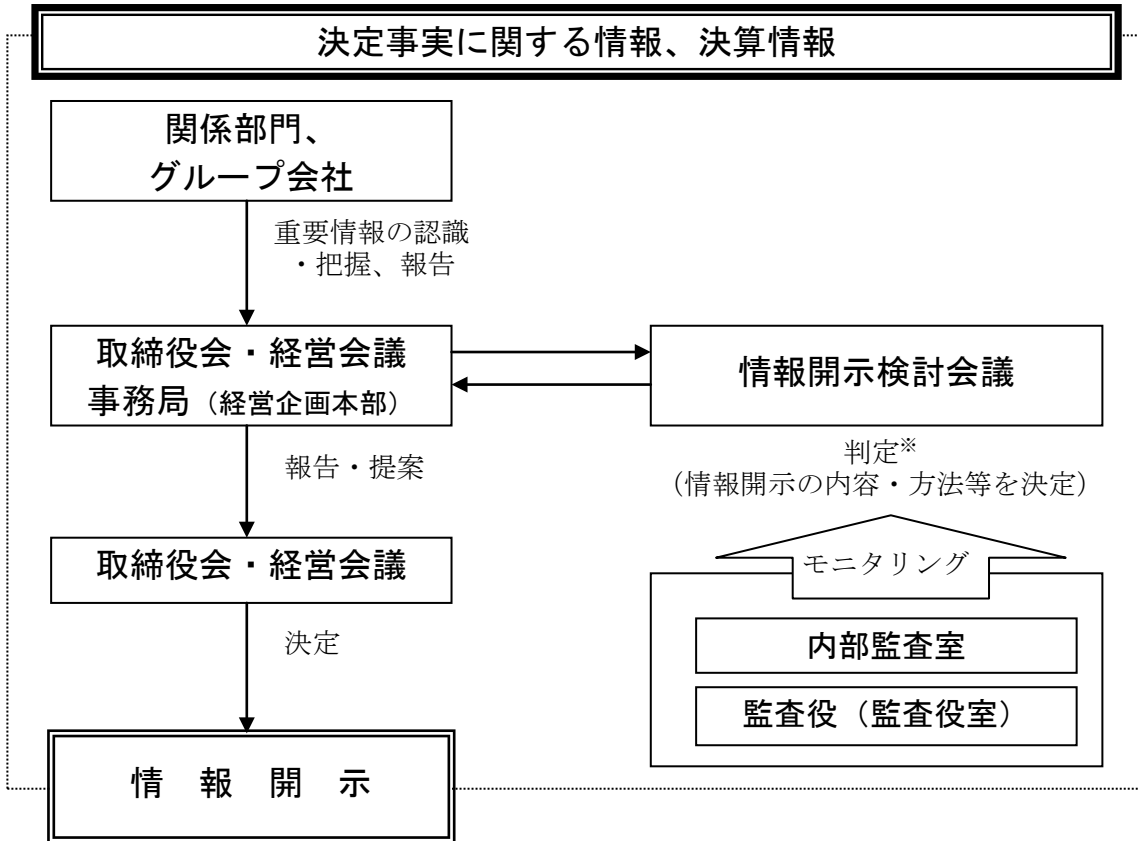 決定事実に関する情報、決算情報
関係部門、
グループ会社
重要情報の認識
・把握、報告
取締役会・経営会議
事務局（経営企画本部）
情報開示検討会議
判定※
（情報開示の内容・方法等を決定）
報告・提案
モニタリング
取締役会・経営会議
内部監査室
決定
監査役（監査役室）
情　報　開　示